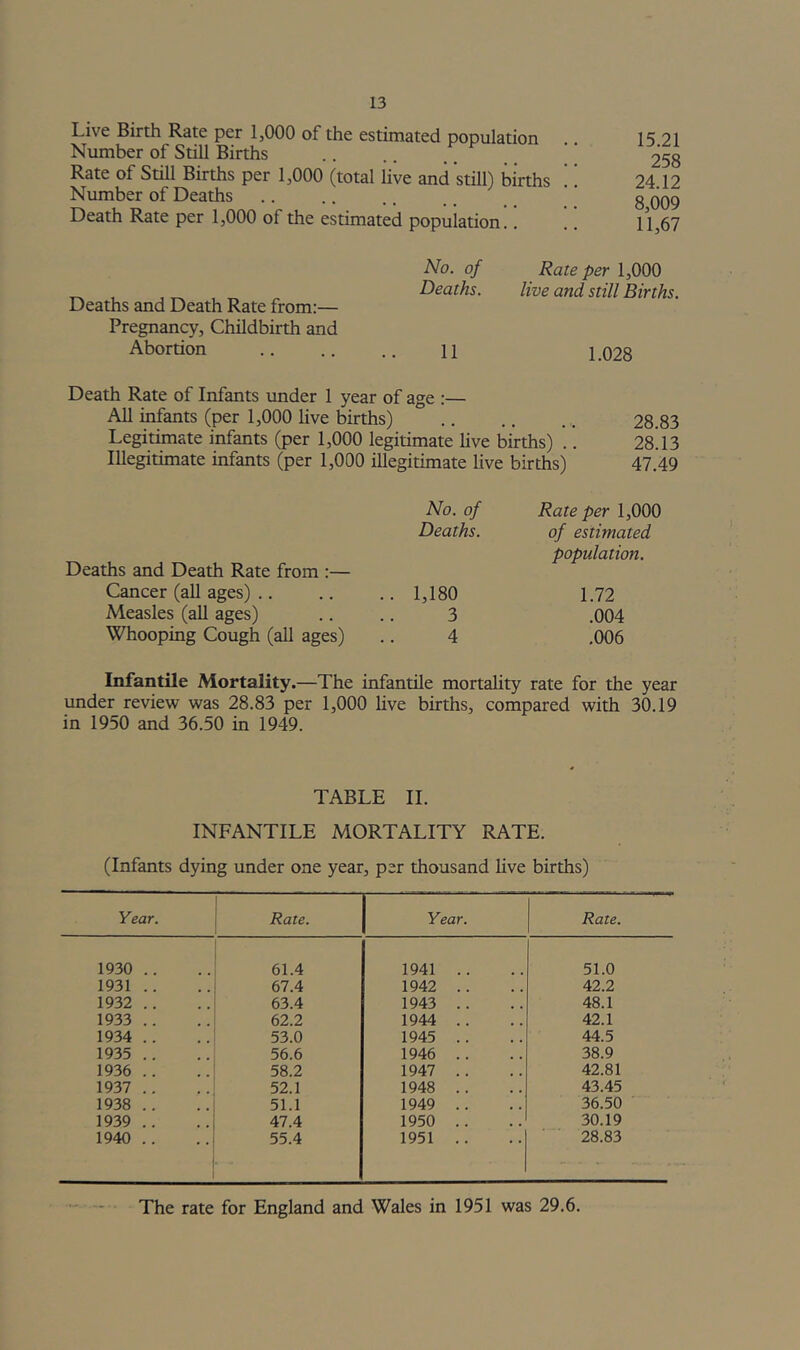 13
Live Birth Rate per 1,000 of the estimated population .. 15.21
Number of Still Births .. .. .. .. .. 258
Rate of Still Births per 1,000 (total live and still) births .. 24.12
Number of Deaths .. .. .. .. .. .. 8,009
Death Rate per 1,000 of the estimated population.. .. 11,67
No. of Rate per 1,000
Deaths. live and still Births.
Deaths and Death Rate from:—
Pregnancy, Childbirth and
Abortion .. .. .. 11 1.028
Death Rate of Infants under 1 year of age :—
All infants (per 1,000 live births) .. .. .. 28.83
Legitimate infants (per 1,000 legitimate live births) .. 28.13
Illegitimate infants (per 1,000 illegitimate live births) 47.49
No. of Rate per 1,000
Deaths. of estimated
population.
Deaths and Death Rate from :—
Cancer (all ages) .. .. .. 1,180 1.72
Measles (all ages) .. .. 3 .004
Whooping Cough (all ages) .. 4 .006
Infantile Mortality.—The infantile mortality rate for the year
under review was 28.83 per 1,000 live births, compared with 30.19
in 1950 and 36.50 in 1949.
TABLE II.
INFANTILE MORTALITY RATE.
(Infants dying under one year, per thousand live births)
Year. Rate. Year. Rate.
1930 .. .. 61.4 1941 .. .. 51.0
1931 .. .. 67.4 1942 .. .. 42.2
1932 .. .. 63.4 1943 .. .. 48.1
1933 .. .. 62.2 1944 .. .. 42.1
1934 .. .. 53.0 1945 .. .. 44.5
1935 .. .. 56.6 1946 .. .. 38.9
1936 .. .. 58.2 1947 .. .. 42.81
1937 .. .. 52.1 1948 .. .. 43.45
1938 .. .. 51.1 1949 .. .. 36.50
1939 .. .. 47.4 1950 .. .. 30.19
1940 .. .. 55.4 1951 .. .. 28.83
The rate for England and Wales in 1951 was 29.6.